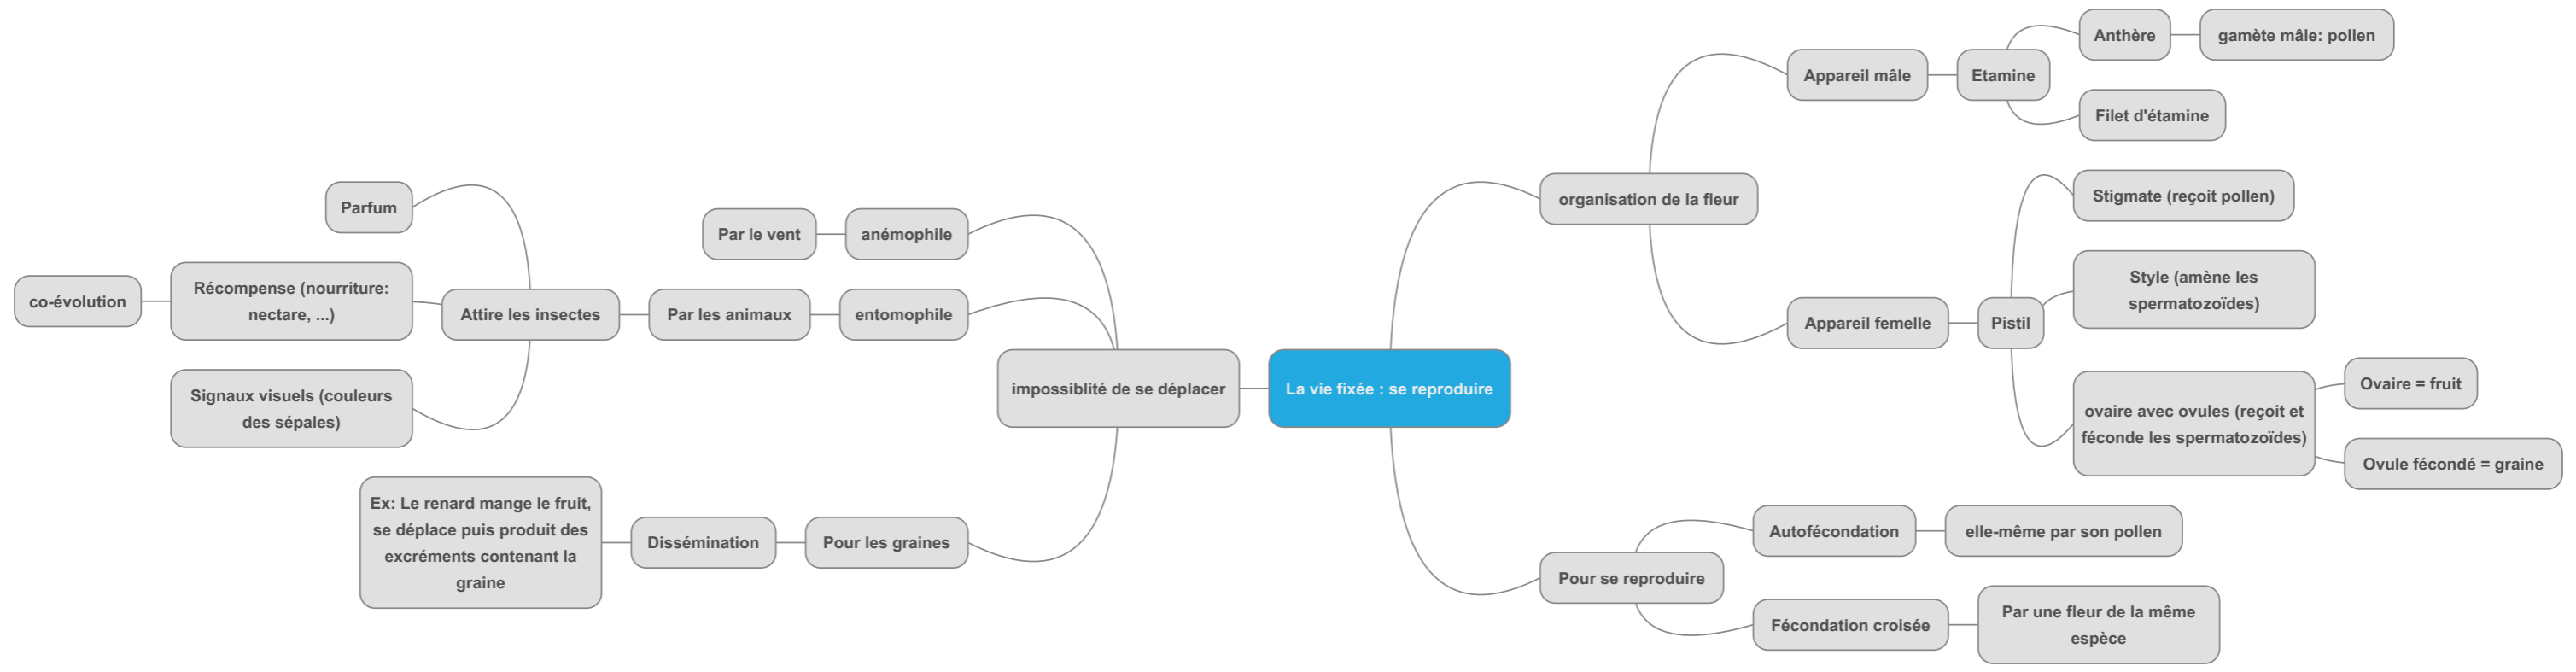 La vie fixée : se reproduire
organisation de la fleur
Appareil mâle
Etamine
Anthère
gamète mâle: pollen
Filet d'étamine
Appareil femelle
Pistil
Stigmate (reçoit pollen)
Style (amène les
spermatozoïdes)
ovaire avec ovules (reçoit et
féconde les spermatozoïdes)
Ovaire = fruit
Ovule fécondé = graine
Pour se reproduire
Autofécondation
elle-même par son pollen
Fécondation croisée
Par une fleur de la même
espèce
impossiblité de se déplacer
anémophile
Par le vent
entomophile
Par les animaux
Attire les insectes
Parfum
Récompense (nourriture:
nectare, ...)
co-évolution
Signaux visuels (couleurs
des sépales)
Pour les graines
Dissémination
Ex: Le renard mange le fruit,
se déplace puis produit des
excréments contenant la
graine